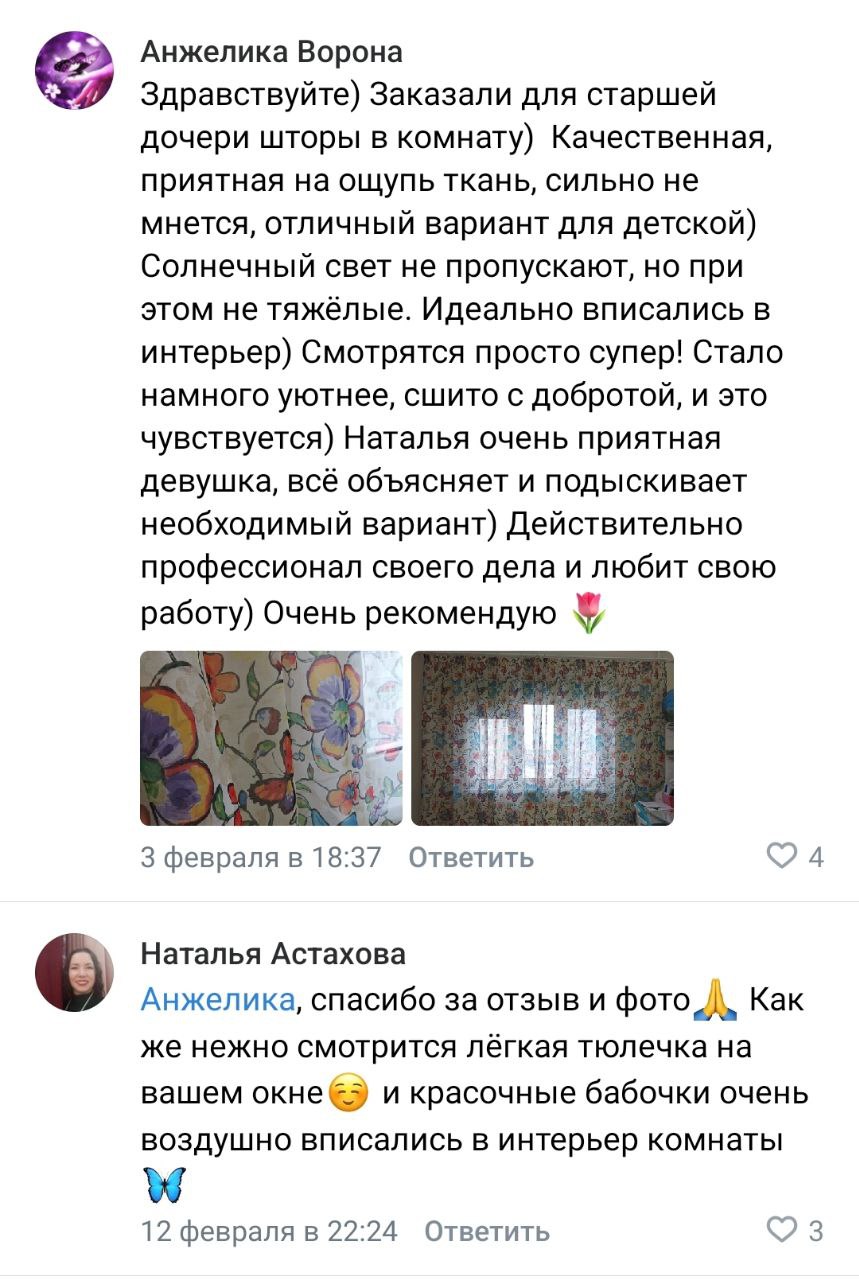 Анжелика Ворона
Здравствуйте) Заказали для старшей
дочери шторы в комнату)  Качественная,
приятная на ощупь ткань, сильно не
мнется, отличный вариант для детской)
Солнечный свет не пропускают, но при
этом не тяжёлые. Идеально вписались в
интерьер) Смотрятся просто супер! Стало
намного уютнее, сшито с добротой, и это
чувствуется) Наталья очень приятная
девушка, всё объясняет и подыскивает
необходимый вариант) Действительно
профессионал своего дела и любит свою
работу) Очень рекомендую 🌷
3 февраля в 18:37 Ответить 4
Наталья Астахова
Анжелика, спасибо за отзыв и фото🙏 Как
же нежно смотрится лёгкая тюлечка на
вашем окне☺️ и красочные бабочки очень
воздушно вписались в интерьер комнаты
🦋
12 февраля в 22:24 Ответить 3